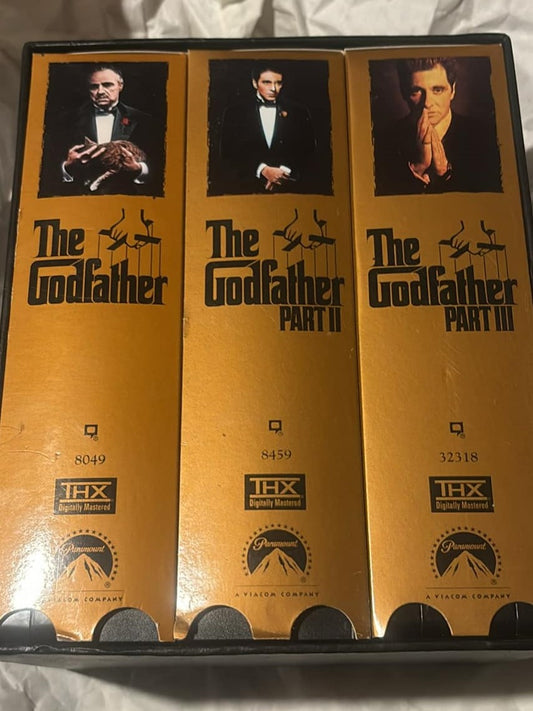 The
Godfather
8049
THX
Digitally Mastered
Paramount
A VIACOM COMPANY
The
Godfather
PART II
8459
THX
Digitally Mastered
Paramount
A VIACOM COMPANY
The
Godfather
PART III
32318
THX
Digitally Mastered
Paramount
A VIACOM COMPANY